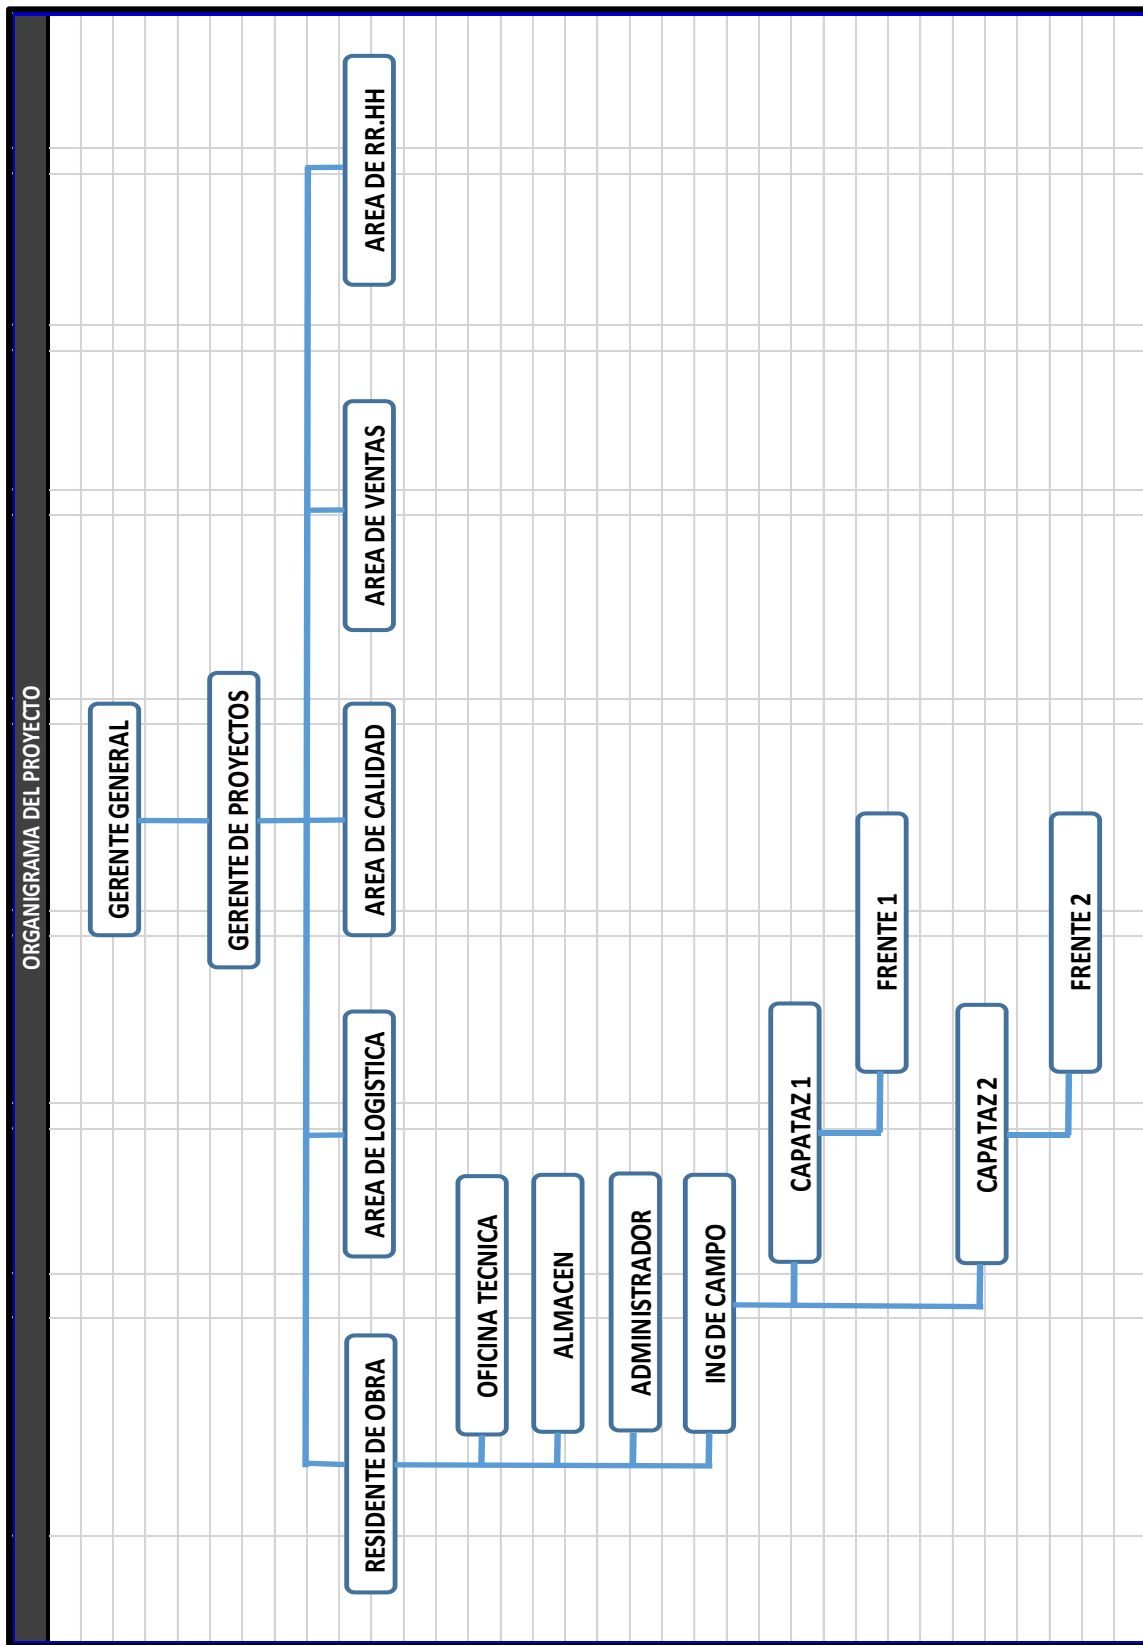 ORGANIGRAMA DEL PROYECTO
GERENTE GENERAL
GERENTE DE PROYECTOS
RESIDENTE DE OBRA
AREA DE LOGISTICA
AREA DE CALIDAD
AREA DE VENTAS
AREA DE RR.HH
OFICINA TECNICA
ALMACEN
ADMINISTRADOR
ING DE CAMPO
CAPATAZ 1
FRENTE 1
CAPATAZ 2
FRENTE 2